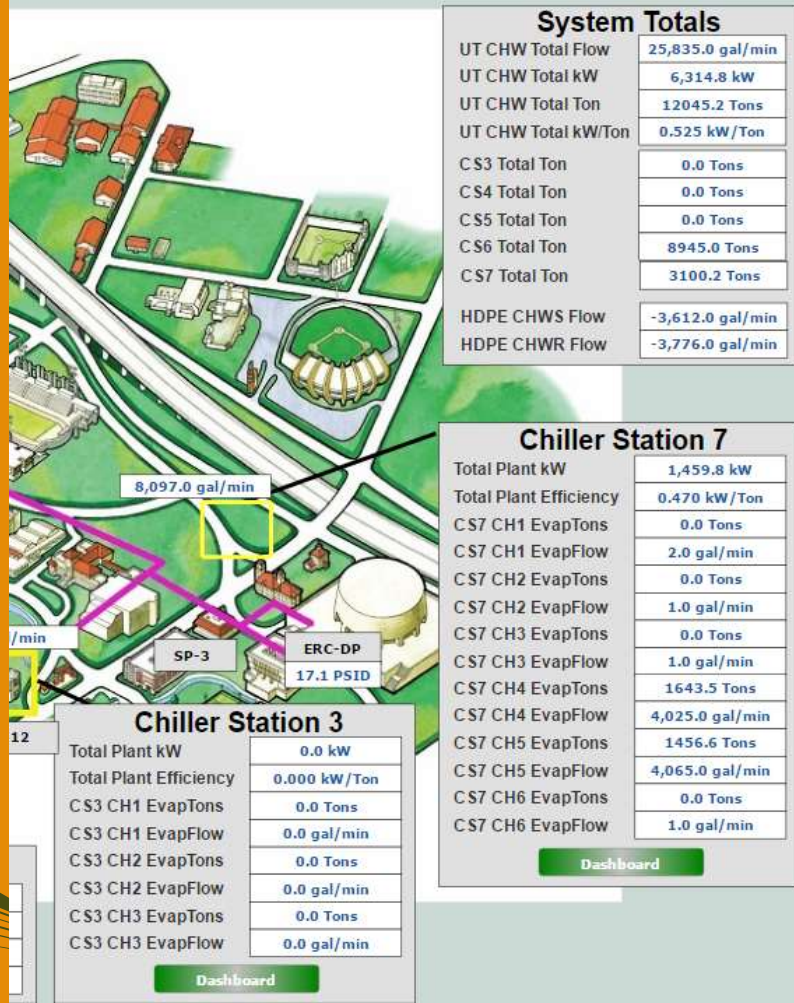 System Totals
UT CHW Total Flow 25,835.0 gal/min
UT CHW Total kW 6,314.8 kW
UT CHW Total Ton 12045.2 Tons
UT CHW Total kW/Ton 0.525 kW/Ton
CS3 Total Ton 0.0 Tons
CS4 Total Ton 0.0 Tons
CS5 Total Ton 0.0 Tons
CS6 Total Ton 8945.0 Tons
CS7 Total Ton 3100.2 Tons
HDPE CHWS Flow -3,612.0 gal/min
HDPE CHWR Flow -3,776.0 gal/min
8,097.0 gal/min
Chiller Station 7
Total Plant kW 1,459.8 kW
Total Plant Efficiency 0.470 kW/Ton
CS7 CH1 EvapTons 0.0 Tons
CS7 CH1 EvapFlow 2.0 gal/min
CS7 CH2 EvapTons 0.0 Tons
CS7 CH2 EvapFlow 1.0 gal/min
CS7 CH3 EvapTons 0.0 Tons
CS7 CH3 EvapFlow 1.0 gal/min
CS7 CH4 EvapTons 1643.5 Tons
CS7 CH4 EvapFlow 4,025.0 gal/min
CS7 CH5 EvapTons 1456.6 Tons
CS7 CH5 EvapFlow 4,065.0 gal/min
CS7 CH6 EvapTons 0.0 Tons
CS7 CH6 EvapFlow 1.0 gal/min
Dashboard
/min
SP-3
ERC-DP
17.1 PSID
12
Chiller Station 3
Total Plant kW 0.0 kW
Total Plant Efficiency 0.000 kW/Ton
CS3 CH1 EvapTons 0.0 Tons
CS3 CH1 EvapFlow 0.0 gal/min
CS3 CH2 EvapTons 0.0 Tons
CS3 CH2 EvapFlow 0.0 gal/min
CS3 CH3 EvapTons 0.0 Tons
CS3 CH3 EvapFlow 0.0 gal/min
Dashboard